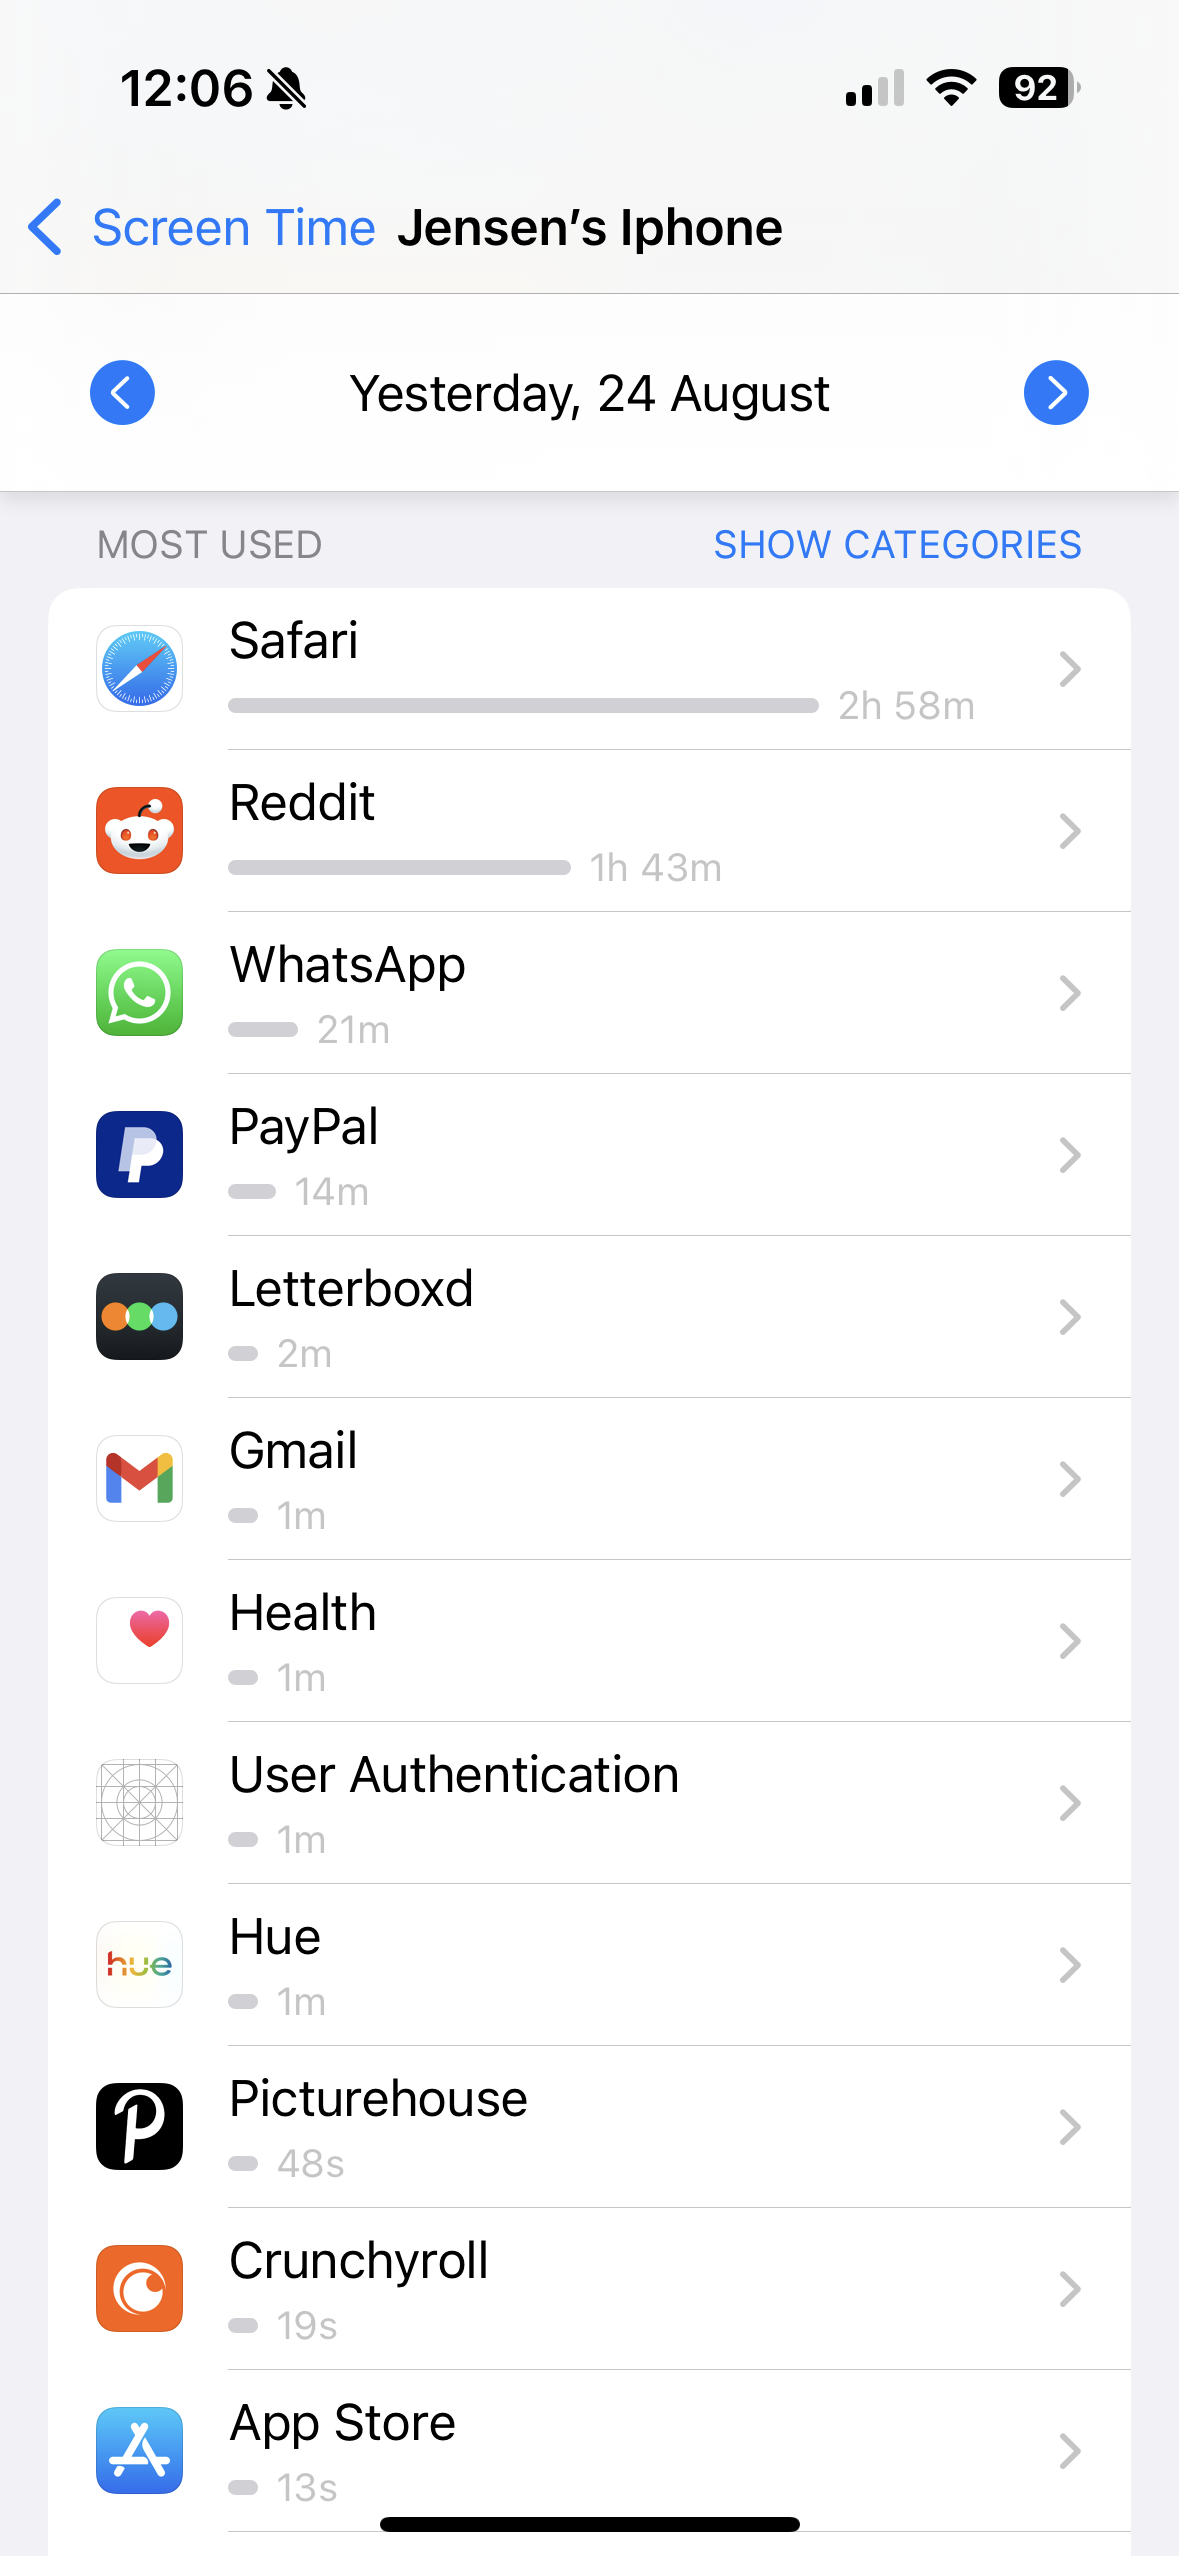 12:06
92
Screen Time Jensen’s Iphone
Yesterday, 24 August
MOST USED SHOW CATEGORIES
Safari
2h 58m
Reddit
1h 43m
WhatsApp
21m
PayPal
14m
Letterboxd
2m
Gmail
1m
Health
1m
User Authentication
1m
hue
Hue
1m
Picturehouse
48s
Crunchyroll
19s
App Store
13s